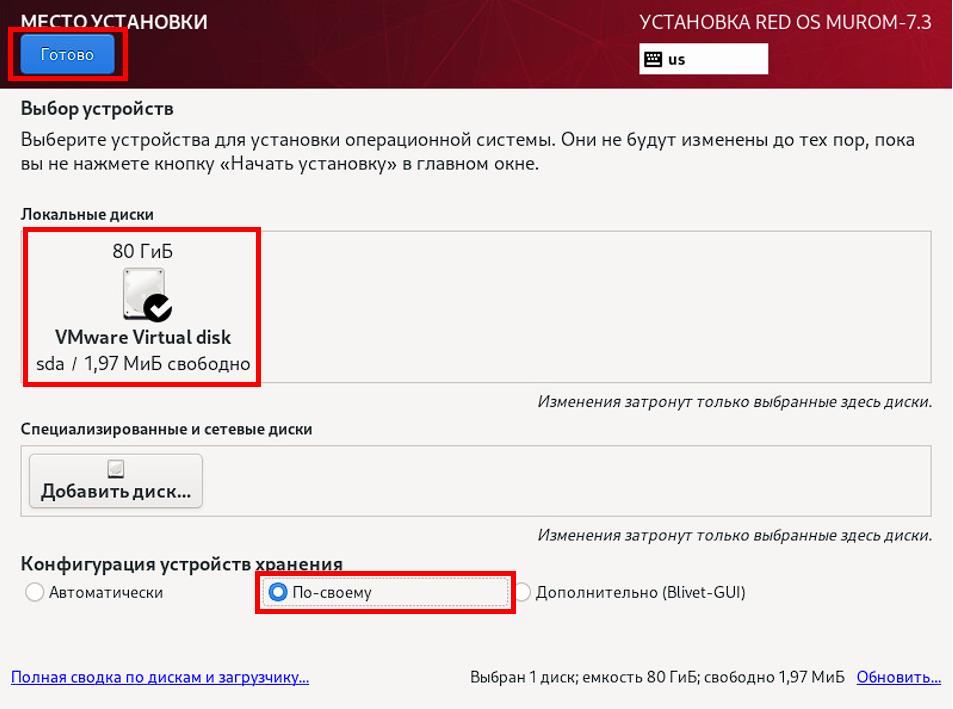 МЕСТО УСТАНОВКИ
УСТАНОВКА RED OS MUROM-7.3
Готово
us
Выбор устройств
Выберите устройства для установки операционной системы. Они не будут изменены до тех пор, пока
вы не нажмете кнопку «Начать установку» в главном окне.
Локальные диски
80 ГиБ
VMware Virtual disk
sda / 1,97 МиБ свободно
Изменения затронут только выбранные здесь диски.
Специализированные и сетевые диски
Добавить диск...
Изменения затронут только выбранные здесь диски.
Конфигурация устройств хранения
Автоматически
По-своему
Дополнительно (Blivet-GUI)
Полная сводка по дискам и загрузчику...
Выбран 1 диск; емкость 80 ГиБ; свободно 1,97 МиБ
Обновить...